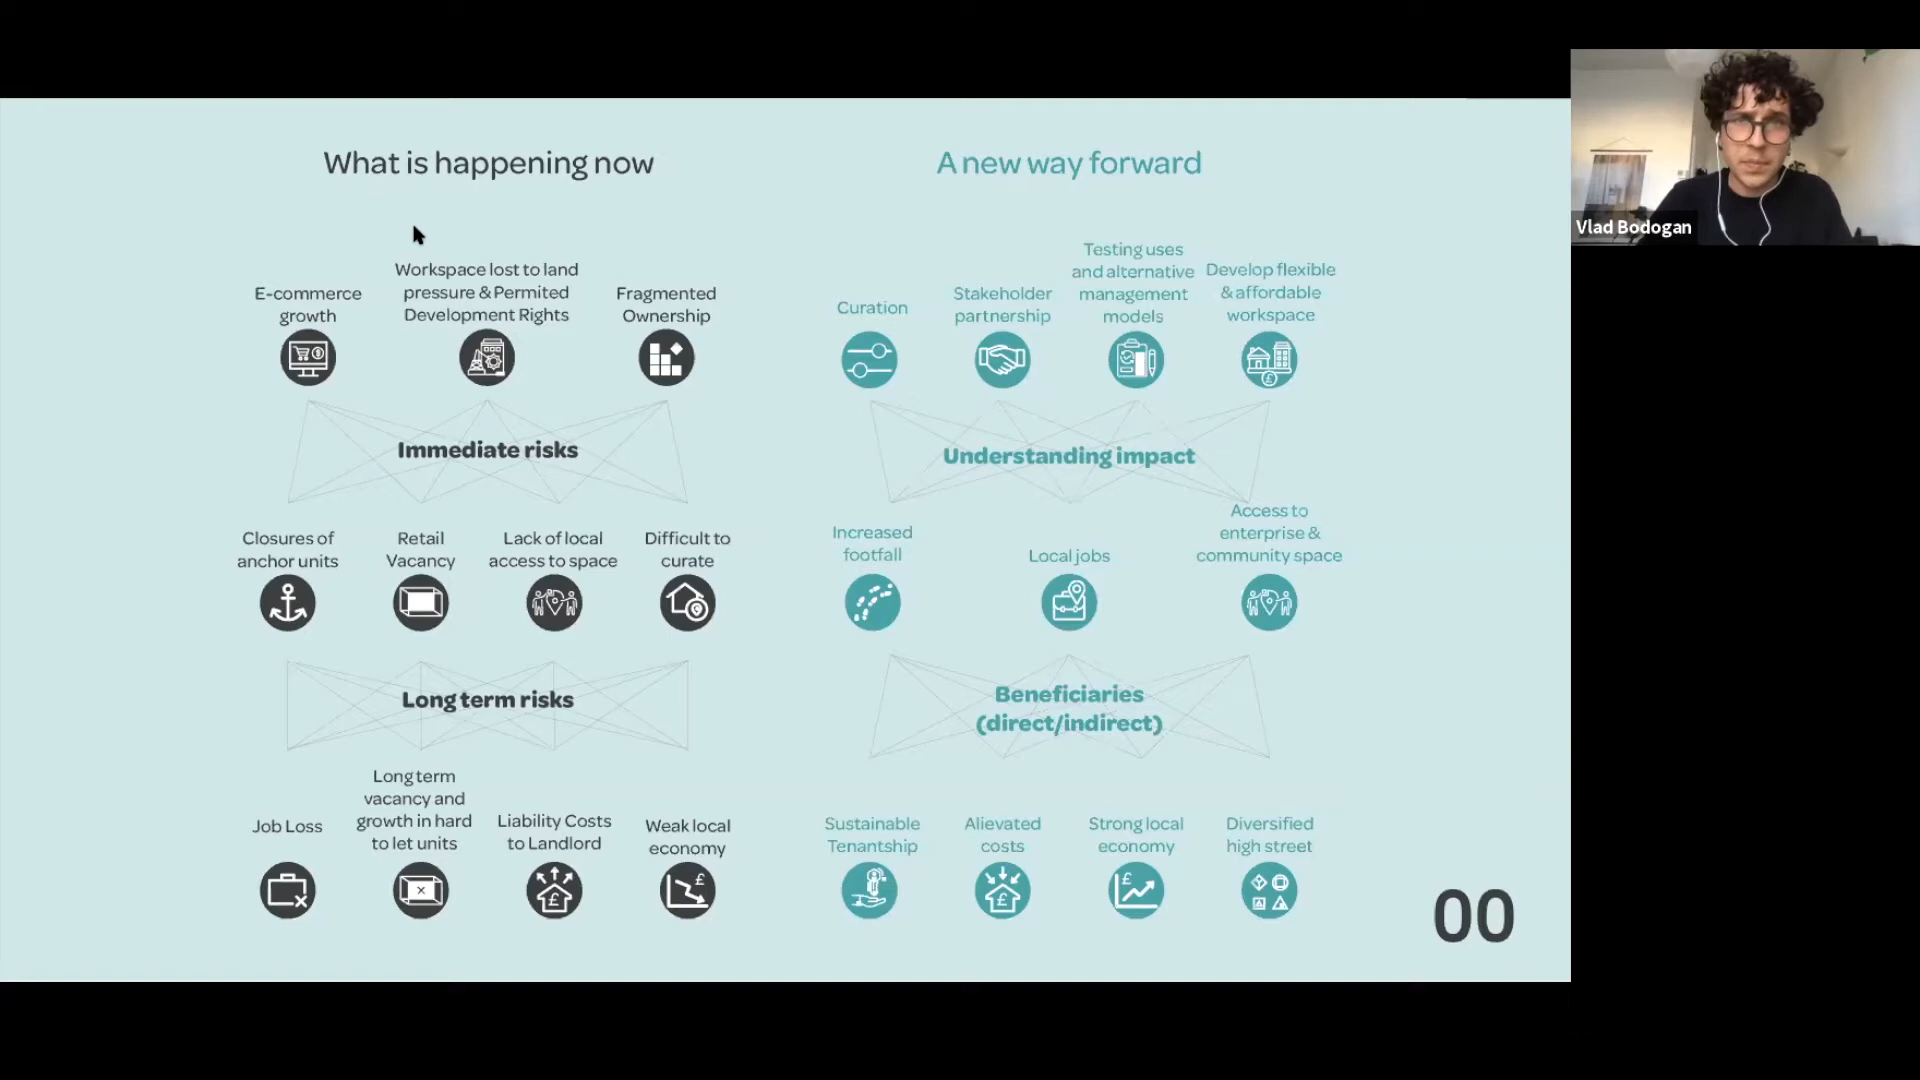 What is happening now
E-commerce
growth
Workspace lost to land
pressure & Permited
Development Rights
Fragmented
Ownership
Immediate risks
Closures of
anchor units
Retail
Vacancy
Lack of local
access to space
Difficult to
curate
Long term risks
Job Loss
Long term
vacancy and
growth in hard
to let units
Liability Costs
to Landlord
Weak local
economy
A new way forward
Curation
Stakeholder
partnership
Testing uses
and alternative
management
models
Develop flexible
& affordable
workspace
Understanding impact
Increased
footfall
Local jobs
Access to
enterprise &
community space
Beneficiaries
(direct/indirect)
Sustainable
Tenantship
Alievated
costs
Strong local
economy
Diversified
high street
00
Vlad Bodogan